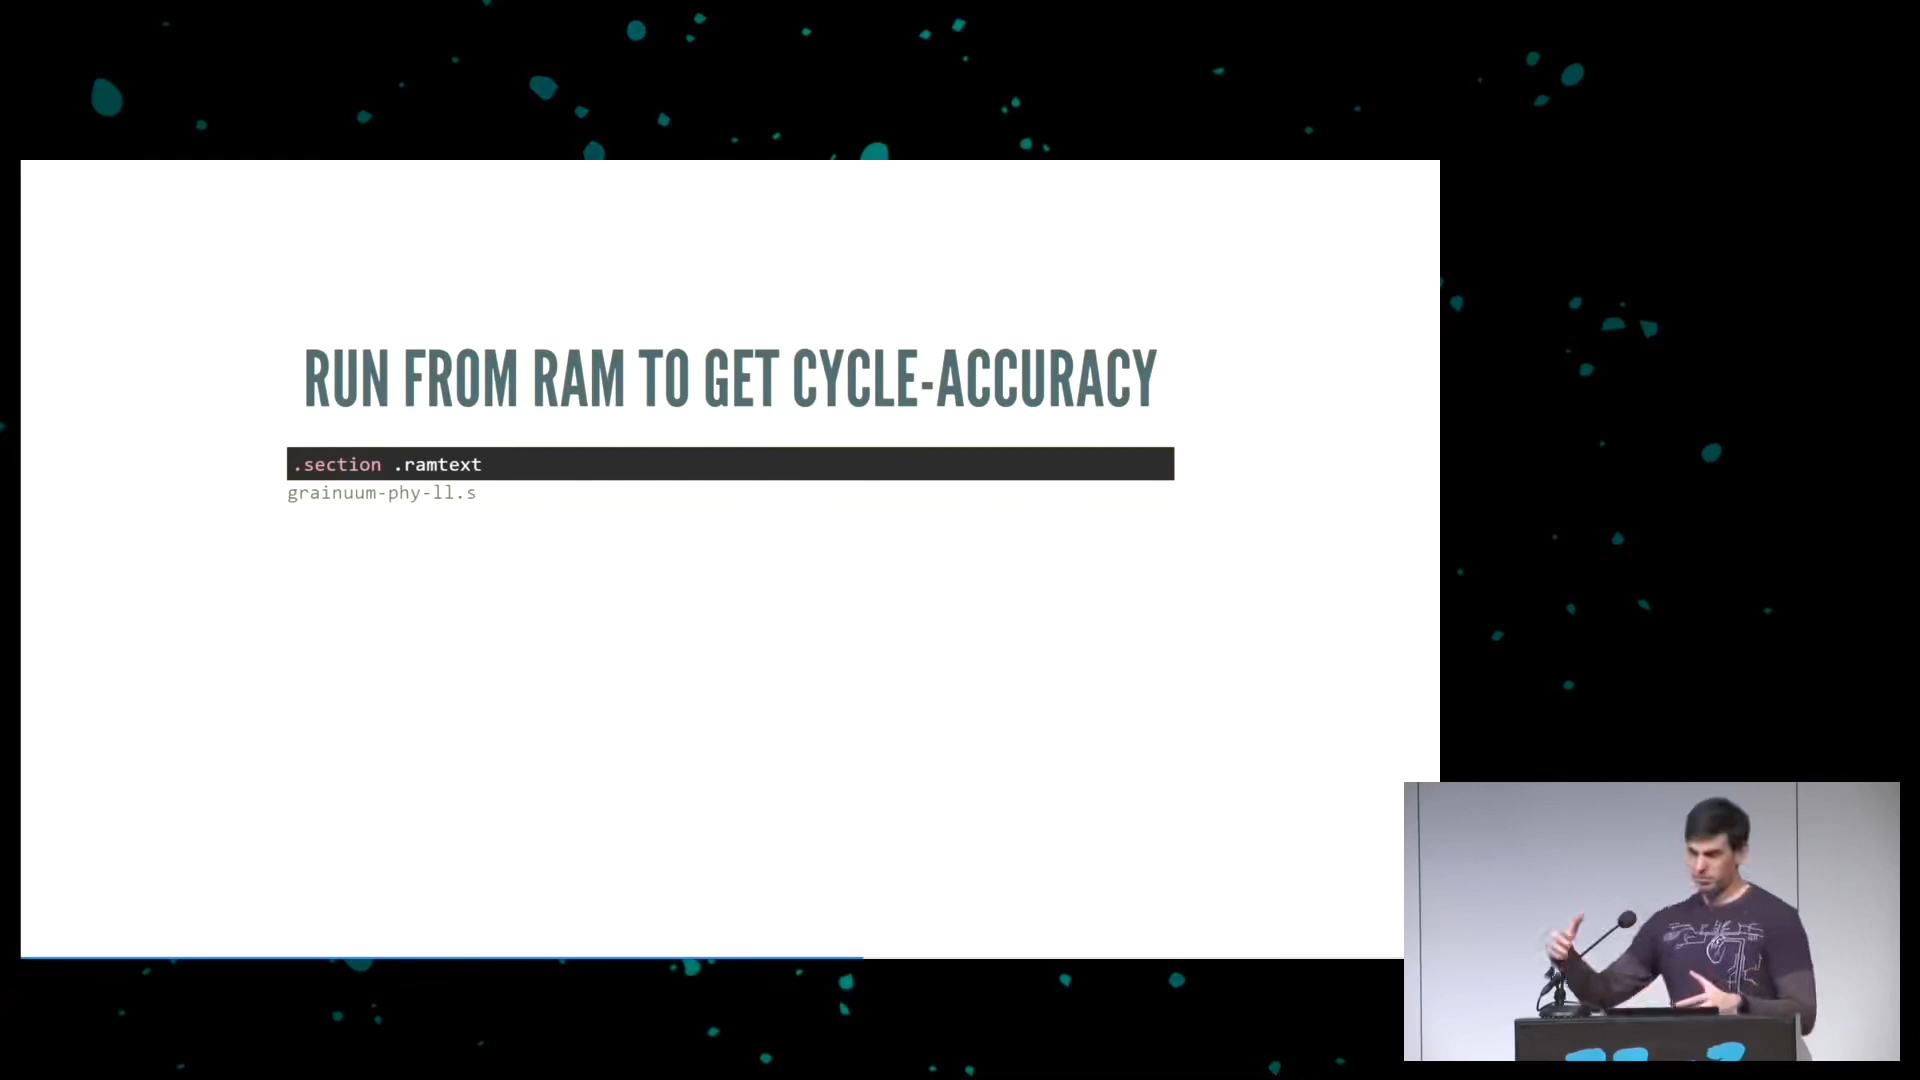 RUN FROM RAM TO GET CYCLE-ACCURACY
.section .ramtext
grainuum-phy-ll.s